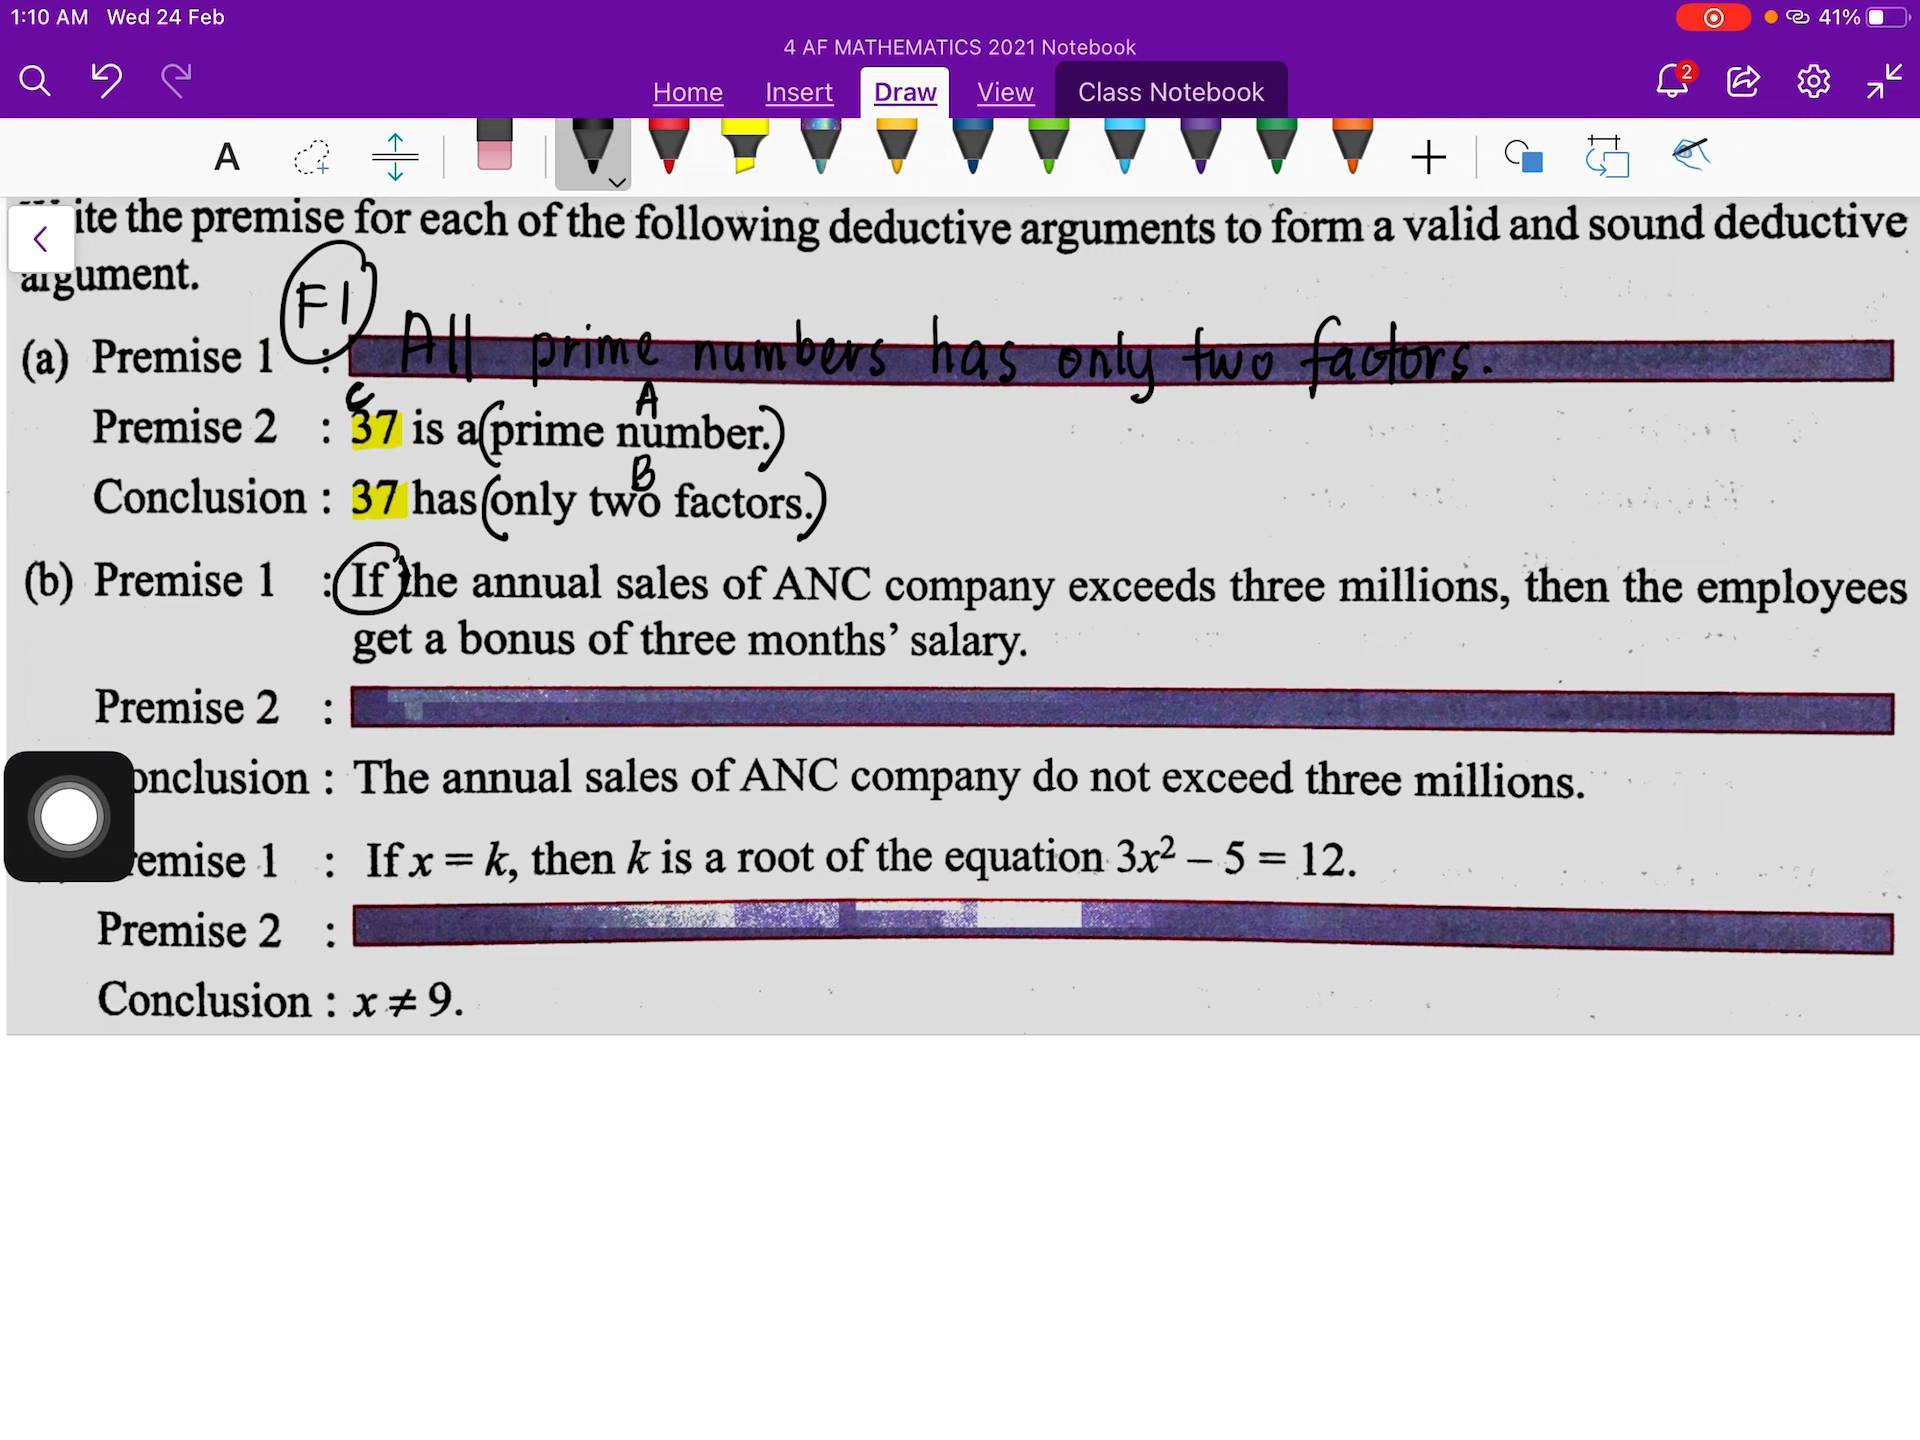 1:10 AM Wed 24 Feb
41%
4 AF MATHEMATICS 2021 Notebook
Home Insert Draw View Class Notebook
2
A
ite the premise for each of the following deductive arguments to form a valid and sound deductive
argument.
F1
(a) Premise 1 : All prime numbers has only two factors.
C A
Premise 2 : 37 is a (prime number.)
B
Conclusion : 37 has (only two factors.)
(b) Premise 1 : If the annual sales of ANC company exceeds three millions, then the employees
get a bonus of three months’ salary.
Premise 2 :
onclusion : The annual sales of ANC company do not exceed three millions.
remise 1 : If x = k, then k is a root of the equation 3x² – 5 = 12.
Premise 2 :
Conclusion : x ≠ 9.